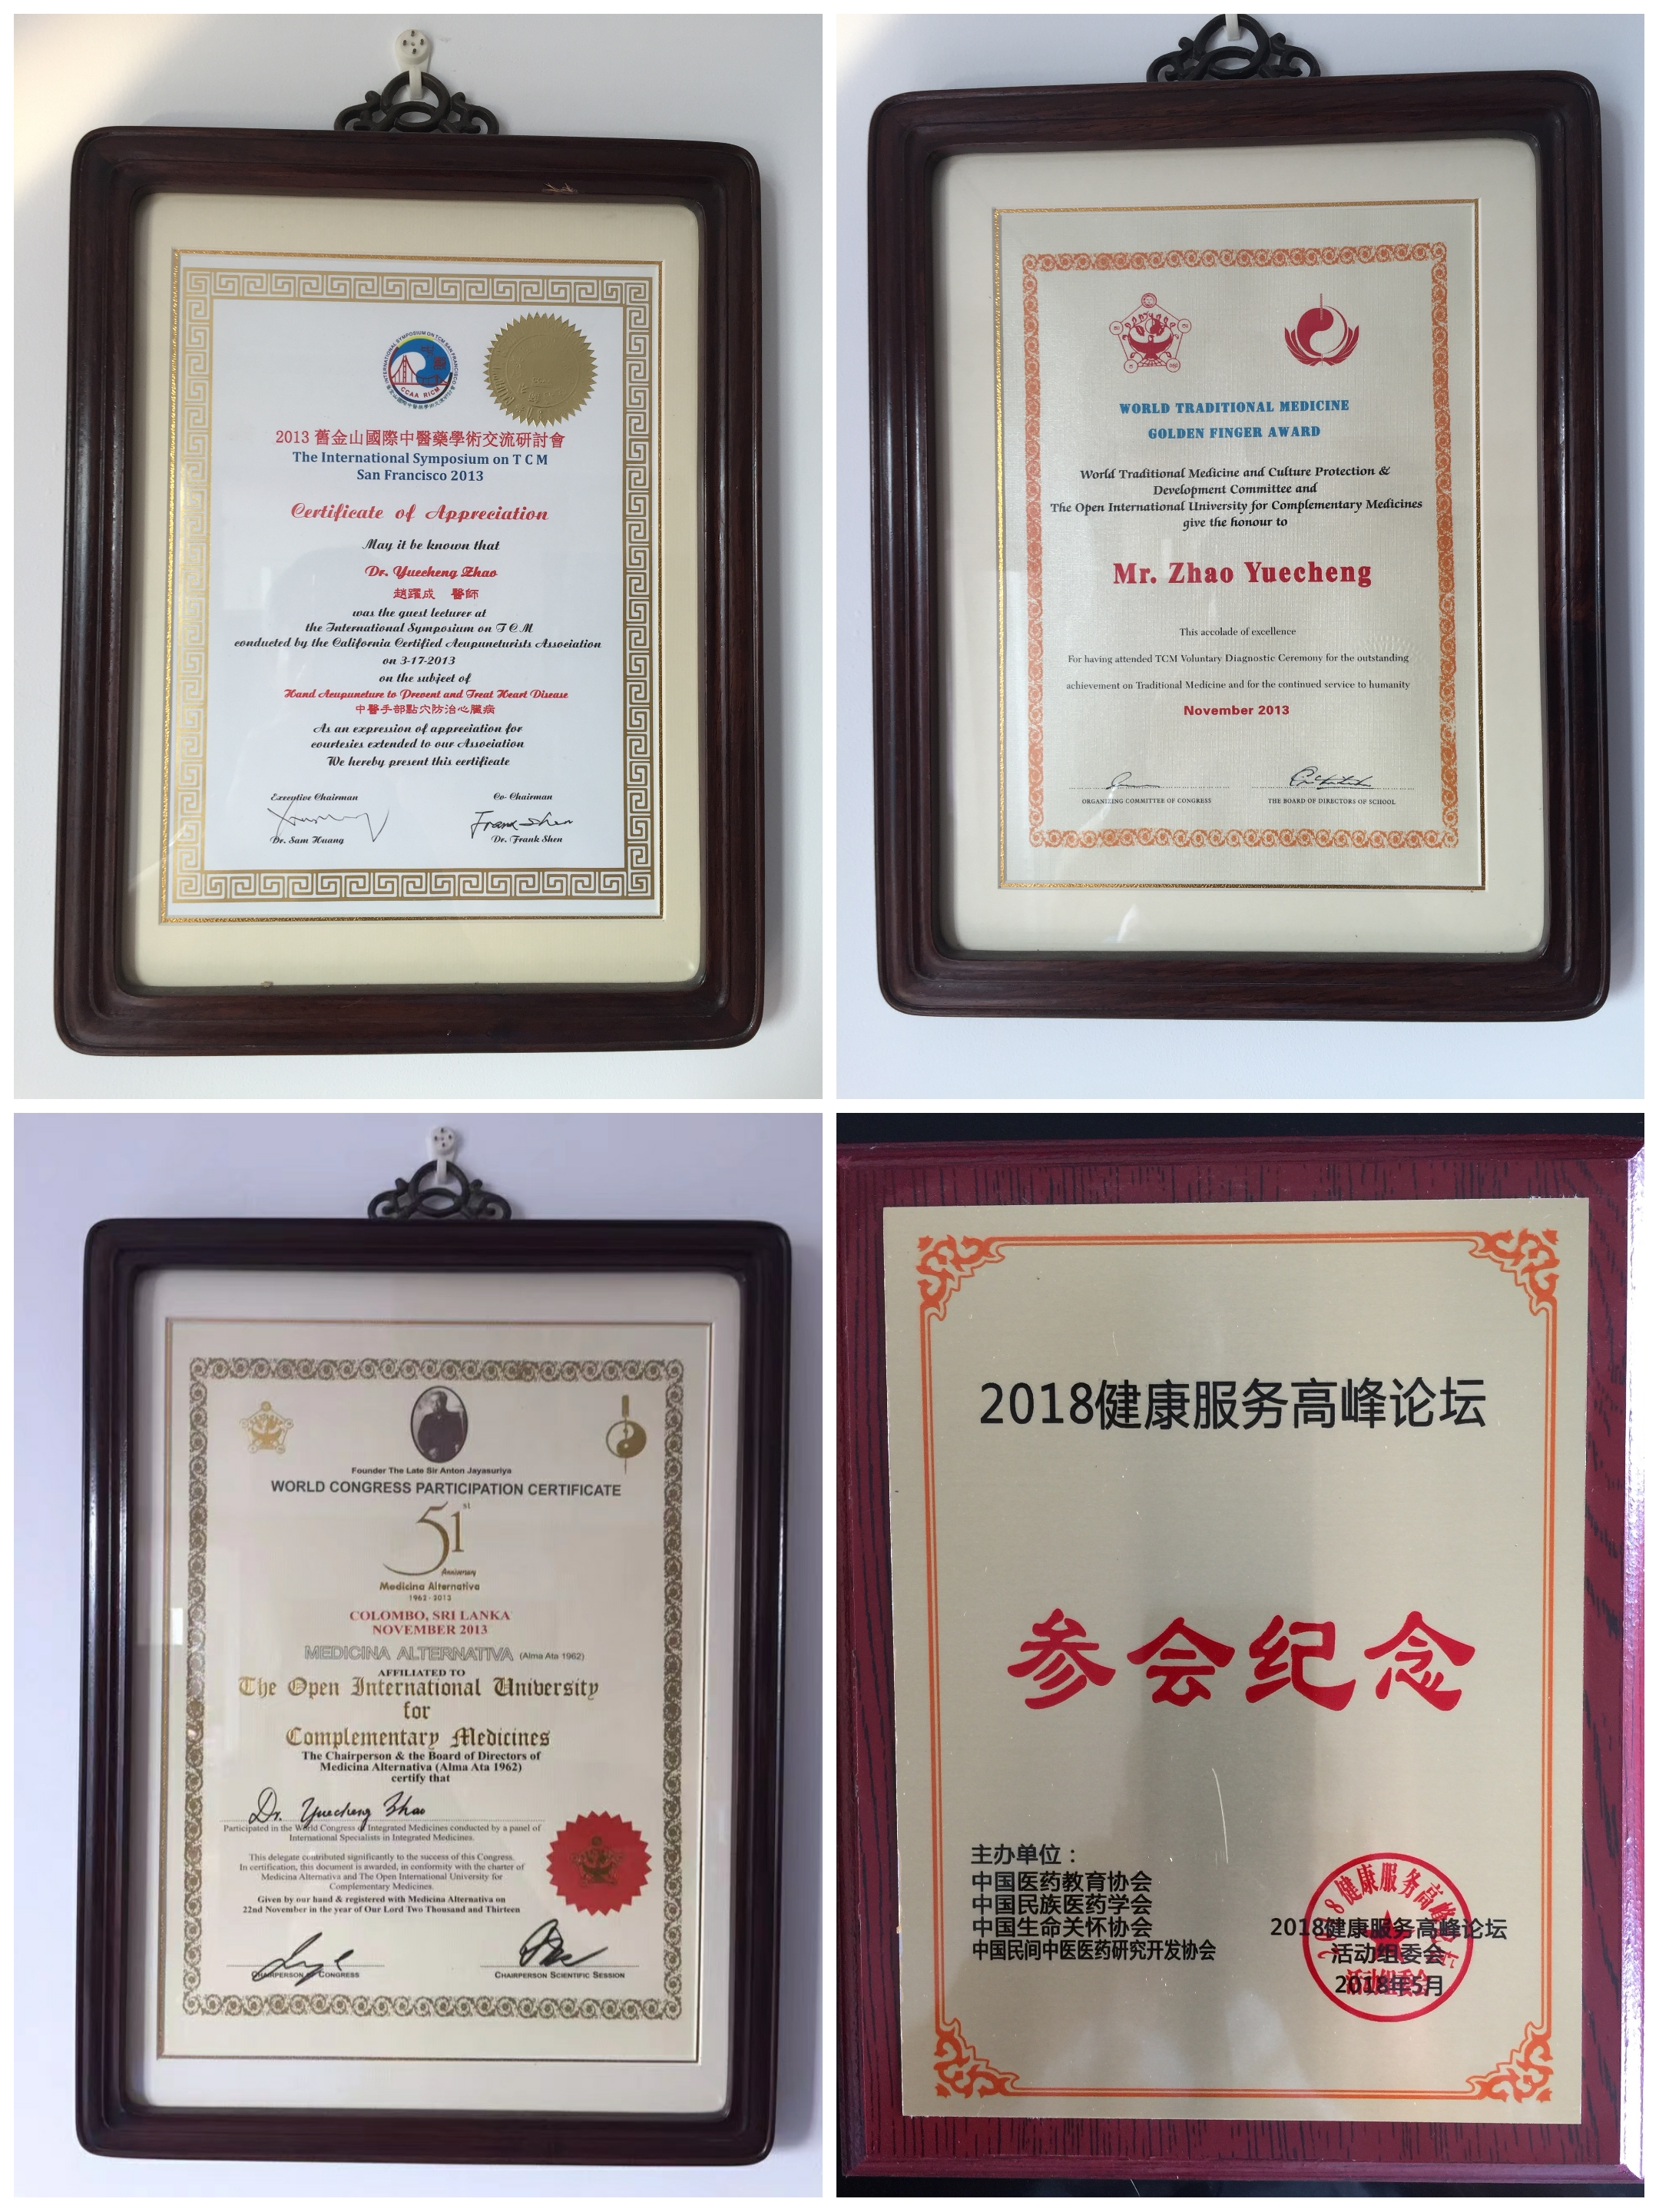 2013 舊金山國際中醫藥學術交流研討會
The International Symposium on T C M
San Francisco 2013
Certificate of Appreciation
May it be known that
Dr. Yuecheng Zhao
趙躍成 醫師
was the guest lecturer at
the International Symposium on T C M
conducted by the California Certified Acupuncturists Association
on 3-17-2013
on the subject of
Hand Acupuncture to Prevent and Treat Heart Disease
中醫手部點穴防治心臟病
As an expression of appreciation for
courtesies extended to our Association
We hereby present this certificate
Executive Chairman
Co-Chairman
Frank Shen
Dr. Sam Huang
Dr. Frank Shen
WORLD TRADITIONAL MEDICINE
GOLDEN FINGER AWARD
World Traditional Medicine and Culture Protection &
Development Committee and
The Open International University for Complementary Medicines
give the honour to
Mr. Zhao Yuecheng
This accolade of excellence
For having attended TCM Voluntary Diagnostic Ceremony for the outstanding
achievement on Traditional Medicine and for the continued service to humanity
November 2013
ORGANIZING COMMITTEE OF CONGRESS
THE BOARD OF DIRECTORS OF SCHOOL
Founder The Late Sir Anton Jayasuriya
WORLD CONGRESS PARTICIPATION CERTIFICATE
51st
Anniversary
Medicina Alternativa
1962 - 2013
COLOMBO, SRI LANKA
NOVEMBER 2013
MEDICINA ALTERNATIVA (Alma Ata 1962)
AFFILIATED TO
The Open International University
for
Complementary Medicines
The Chairperson & the Board of Directors of
Medicina Alternativa (Alma Ata 1962)
certify that
Dr. Yuecheng Zhao
Participated in the World Congress of Integrated Medicines conducted by a panel of
International Specialists in Integrated Medicines.
This delegate contributed significantly to the success of this Congress.
In certification, this document is awarded, in conformity with the charter of
Medicina Alternativa and The Open International University for
Complementary Medicines.
Given by our hand & registered with Medicina Alternativa on
22nd November in the year of Our Lord Two Thousand and Thirteen
CHAIRPERSON OF CONGRESS
CHAIRPERSON SCIENTIFIC SESSION
2018健康服务高峰论坛
参会纪念
主办单位：
中国医药教育协会
中国民族医药学会
中国生命关怀协会
中国民间中医医药研究开发协会
2018健康服务高峰论坛
活动组委会
2018年5月